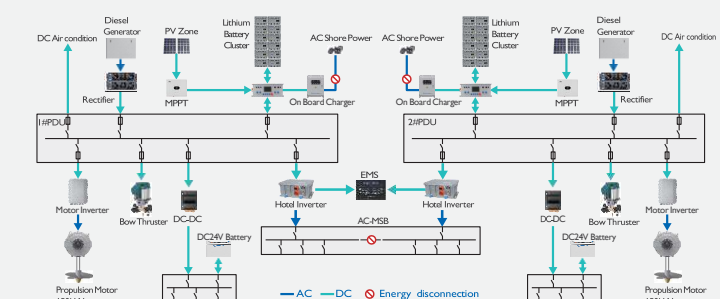 Diesel
Generator
DC Air condition
PV Zone
Lithium
Battery
Cluster
AC Shore Power
Rectifier
MPPT
On Board Charger
1#PDU
AC Shore Power
Lithium
Battery
Cluster
PV Zone
Diesel
Generator
DC Air condition
On Board Charger
MPPT
Rectifier
2#PDU
EMS
Motor Inverter
Bow Thruster
DC-DC
Hotel Inverter
Hotel Inverter
DC-DC
Bow Thruster
Motor Inverter
AC-MSB
DC24V Battery
DC24V Battery
Propulsion Motor
Propulsion Motor
AC
DC
Energy disconnection